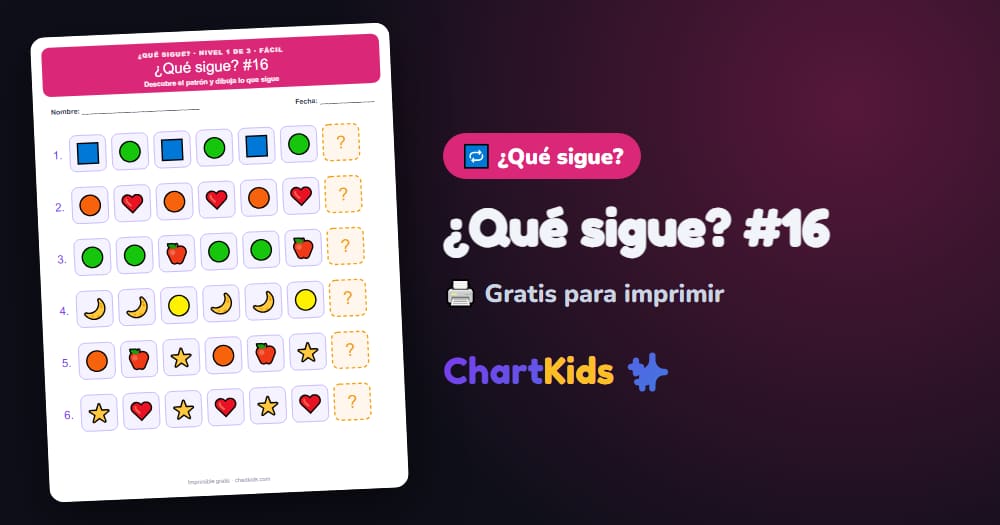 ¿QUÉ SIGUE? · NIVEL 1 DE 3 · FÁCIL
¿Qué sigue? #16
Descubre el patrón y dibuja lo que sigue
Nombre: ____________ Fecha: ____________
1. ?
2. ?
3. ?
4. ?
5. ?
6. ?
Imprimible gratis · chartkids.com
¿Qué sigue?
¿Qué sigue? #16
Gratis para imprimir
ChartKids